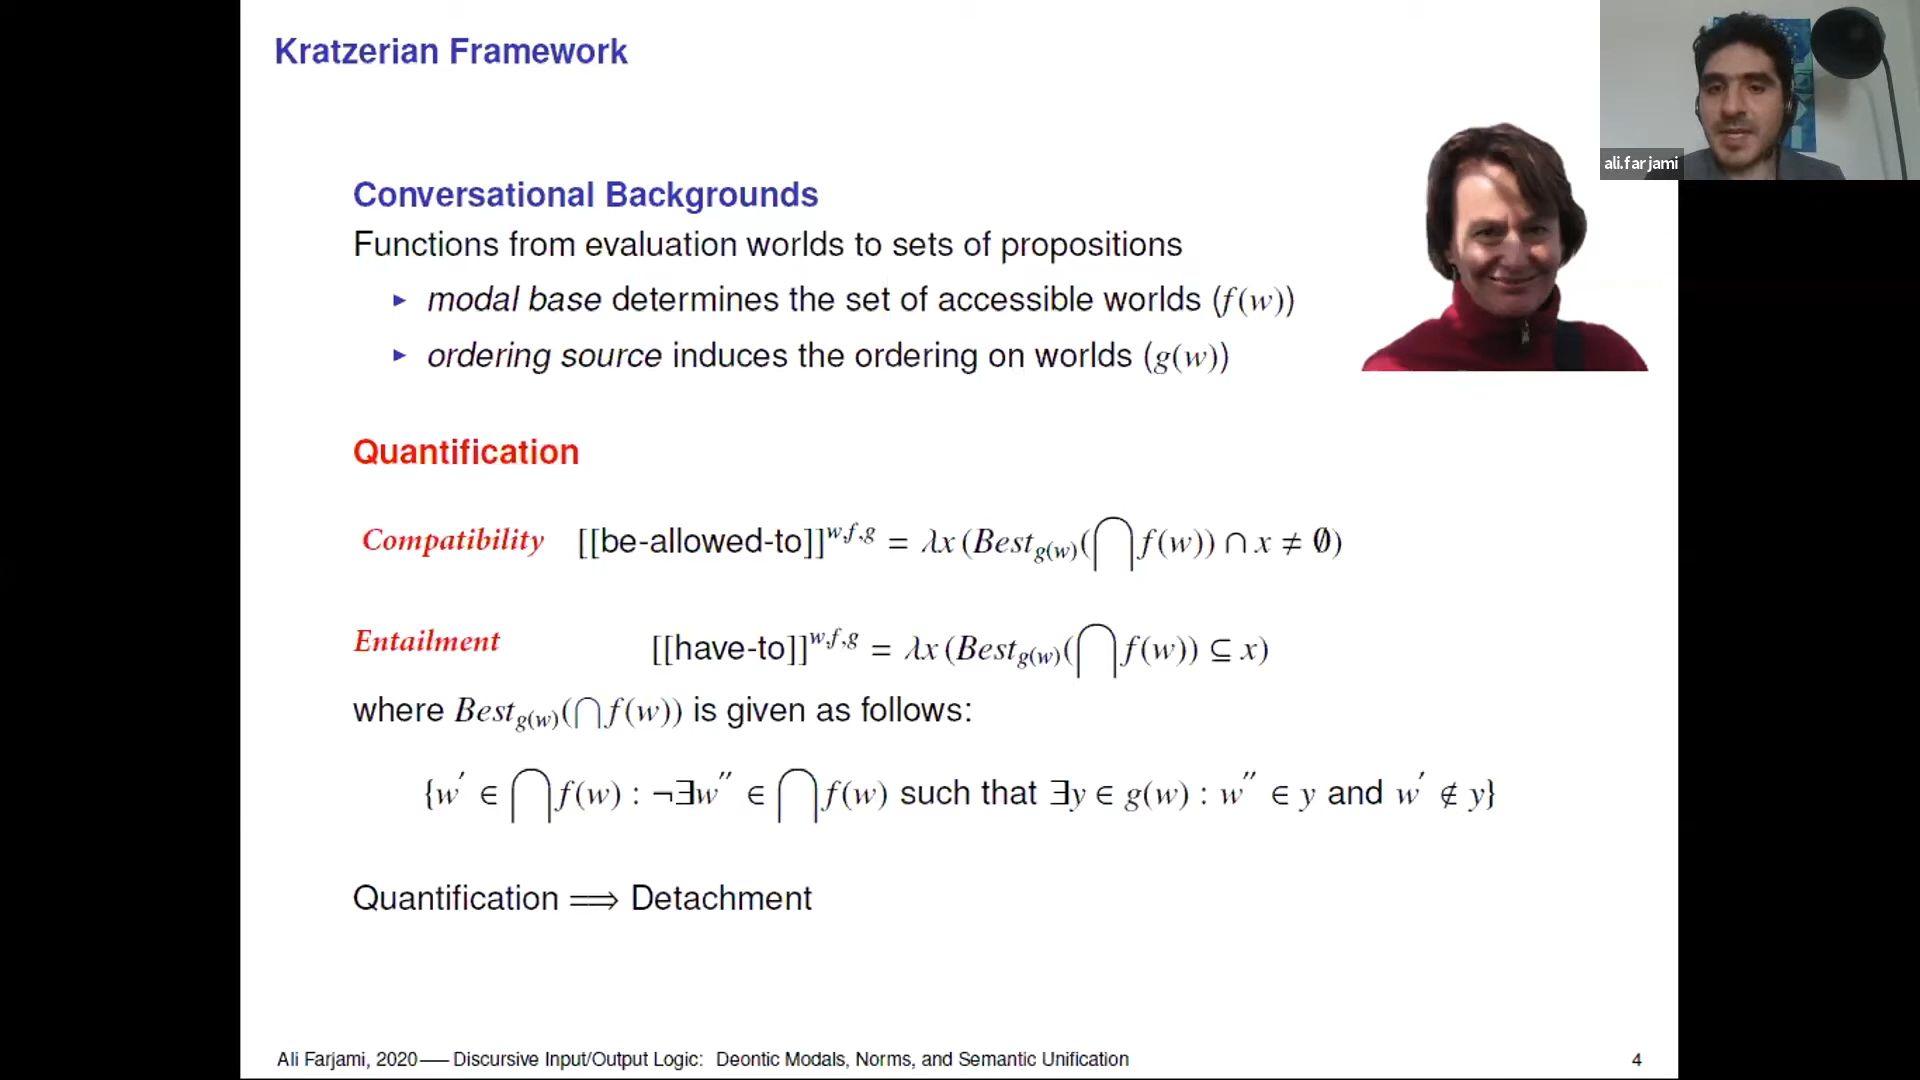 Kratzerian Framework
ali.farjami
Conversational Backgrounds
Functions from evaluation worlds to sets of propositions
▸ modal base determines the set of accessible worlds (f(w))
▸ ordering source induces the ordering on worlds (g(w))
Quantification
Compatibility [[be-allowed-to]]^{w,f,g} = λx(Best_{g(w)}(⋂f(w)) ∩ x ≠ ∅)
Entailment [[have-to]]^{w,f,g} = λx(Best_{g(w)}(⋂f(w)) ⊆ x)
where Best_{g(w)}(⋂f(w)) is given as follows:
{w′ ∈ ⋂f(w) : ¬∃w″ ∈ ⋂f(w) such that ∃y ∈ g(w) : w″ ∈ y and w′ ∉ y}
Quantification ⟹ Detachment
Ali Farjami, 2020— Discursive Input/Output Logic: Deontic Modals, Norms, and Semantic Unification
4